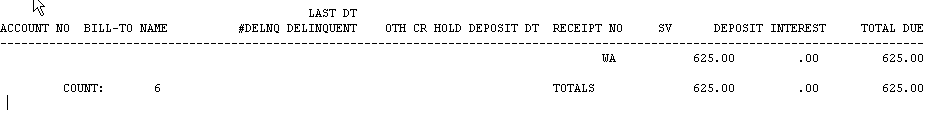 LAST DT
ACCOUNT NO BILL-TO NAME #DELNQ DELINQUENT OTH CR HOLD DEPOSIT DT RECEIPT NO SV DEPOSIT INTEREST TOTAL DUE
WA 625.00 .00 625.00
COUNT: 6 TOTALS 625.00 .00 625.00